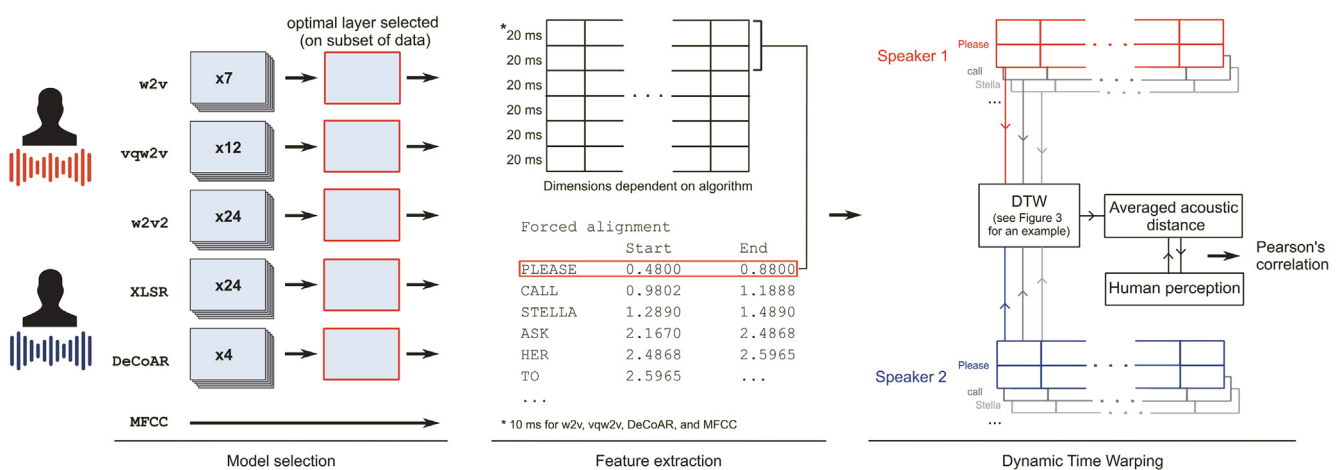 optimal layer selected
(on subset of data)
w2v
x7
vqw2v
x12
w2v2
x24
XLSR
x24
DeCoAR
x4
MFCC
Model selection
* 20 ms
20 ms
20 ms
20 ms
20 ms
20 ms
. . .
Dimensions dependent on algorithm
Forced alignment
Start End
PLEASE 0.4800 0.8800
CALL 0.9802 1.1888
STELLA 1.2890 1.4890
ASK 2.1670 2.4868
HER 2.4868 2.5965
TO 2.5965 ...
...
* 10 ms for w2v, vqw2v, DeCoAR, and MFCC
Feature extraction
Speaker 1
Please
call
Stella
...
. . .
DTW
(see Figure 3
for an example)
Averaged acoustic
distance
Human perception
Pearson's
correlation
Speaker 2
Please
call
Stella
...
. . .
Dynamic Time Warping